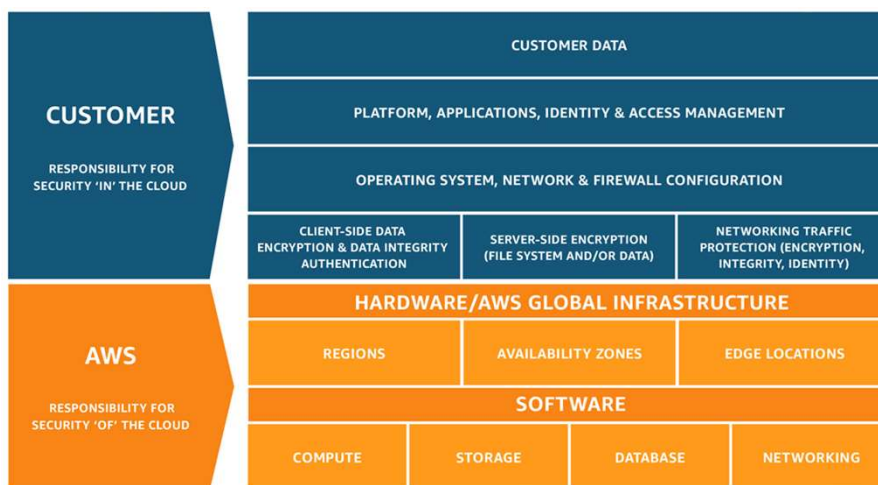 CUSTOMER
RESPONSIBILITY FOR
SECURITY ‘IN’ THE CLOUD
CUSTOMER DATA
PLATFORM, APPLICATIONS, IDENTITY & ACCESS MANAGEMENT
OPERATING SYSTEM, NETWORK & FIREWALL CONFIGURATION
CLIENT-SIDE DATA
ENCRYPTION & DATA INTEGRITY
AUTHENTICATION
SERVER-SIDE ENCRYPTION
(FILE SYSTEM AND/OR DATA)
NETWORKING TRAFFIC
PROTECTION (ENCRYPTION,
INTEGRITY, IDENTITY)
AWS
RESPONSIBILITY FOR
SECURITY ‘OF’ THE CLOUD
HARDWARE/AWS GLOBAL INFRASTRUCTURE
REGIONS
AVAILABILITY ZONES
EDGE LOCATIONS
SOFTWARE
COMPUTE
STORAGE
DATABASE
NETWORKING